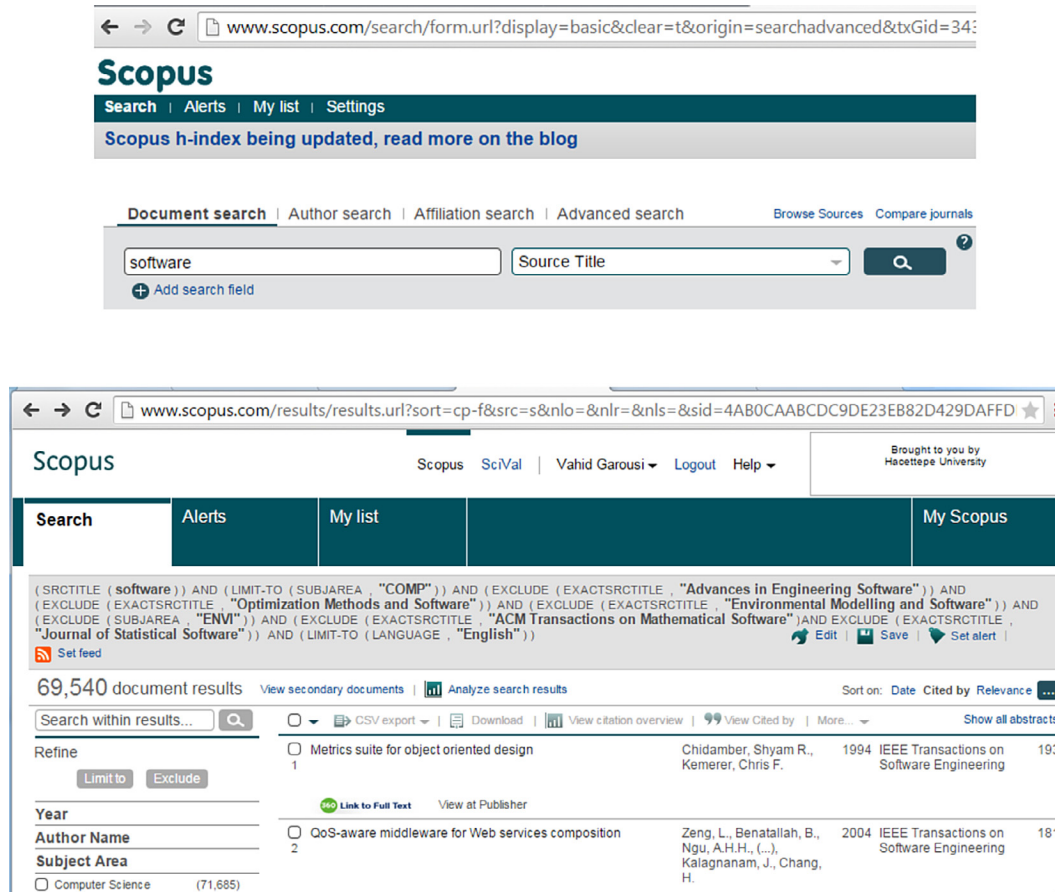 www.scopus.com/search/form.url?display=basic&clear=t&origin=searchadvanced&txGid=343
Scopus
Search | Alerts | My list | Settings
Scopus h-index being updated, read more on the blog
Document search | Author search | Affiliation search | Advanced search Browse Sources Compare journals
software Source Title
Add search field
www.scopus.com/results/results.url?sort=cp-f&src=s&nlo=&nlr=&nls=&sid=4AB0CAABCDC9DE23EB82D429DAFFD
Scopus Scopus SciVal | Vahid Garousi Logout Help Brought to you by
Hacettepe University
Search Alerts My list My Scopus
( SRCTITLE ( software ) ) AND ( LIMIT-TO ( SUBJAREA , "COMP" ) ) AND ( EXCLUDE ( EXACTSRCTITLE , "Advances in Engineering Software" ) ) AND
( EXCLUDE ( EXACTSRCTITLE , "Optimization Methods and Software" ) ) AND ( EXCLUDE ( EXACTSRCTITLE , "Environmental Modelling and Software" ) ) AND
( EXCLUDE ( SUBJAREA , "ENVI" ) ) AND ( EXCLUDE ( EXACTSRCTITLE , "ACM Transactions on Mathematical Software" )AND EXCLUDE ( EXACTSRCTITLE ,
"Journal of Statistical Software" ) ) AND ( LIMIT-TO ( LANGUAGE , "English" ) ) Edit | Save | Set alert |
Set feed
69,540 document results View secondary documents | Analyze search results Sort on: Date Cited by Relevance ...
Search within results... CSV export | Download | View citation overview | View Cited by | More... Show all abstracts
Refine
Limit to Exclude
1 Metrics suite for object oriented design Chidamber, Shyam R., Kemerer, Chris F. 1994 IEEE Transactions on Software Engineering 193
360 Link to Full Text View at Publisher
Year
Author Name
Subject Area
Computer Science (71,685)
2 QoS-aware middleware for Web services composition Zeng, L., Benatallah, B., Ngu, A.H.H., (...), Kalagnanam, J., Chang, H. 2004 IEEE Transactions on Software Engineering 181